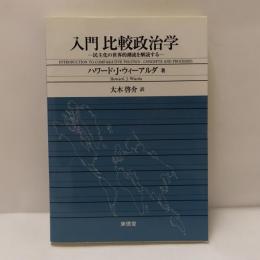 入門 比較政治学
―民主化の世界的潮流を解読する―
INTRODUCTION TO COMPARATIVE POLITICS: CONCEPTS AND PROCESSES
ハワード・J・ウィーアルダ 著
Howard J. Wiarda
大木啓介 訳
東信堂